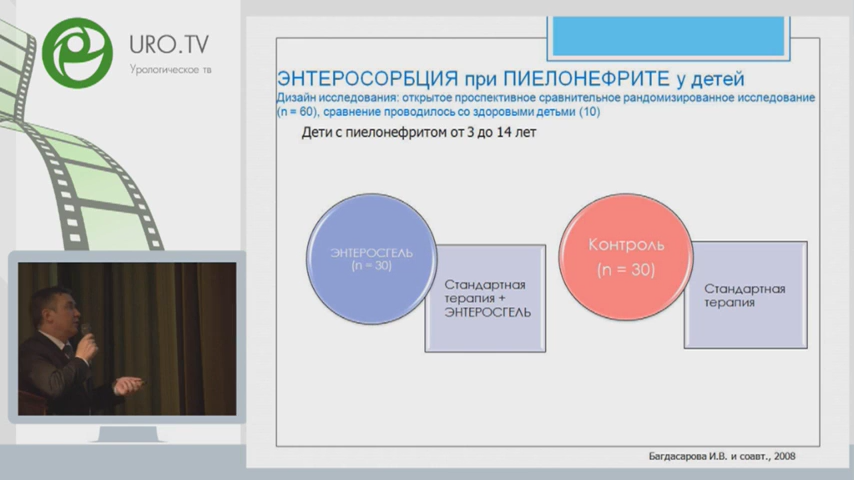 URO.TV
Урологическое тв
ЭНТЕРОСОРБЦИЯ при ПИЕЛОНЕФРИТЕ у детей
Дизайн исследования: открытое проспективное сравнительное рандомизированное исследование
(n = 60), сравнение проводилось со здоровыми детьми (10)
Дети с пиелонефритом от 3 до 14 лет
ЭНТЕРОСГЕЛЬ
(n = 30)
Стандартная
терапия +
ЭНТЕРОСГЕЛЬ
Контроль
(n = 30)
Стандартная
терапия
Багдасарова И.В. и соавт., 2008